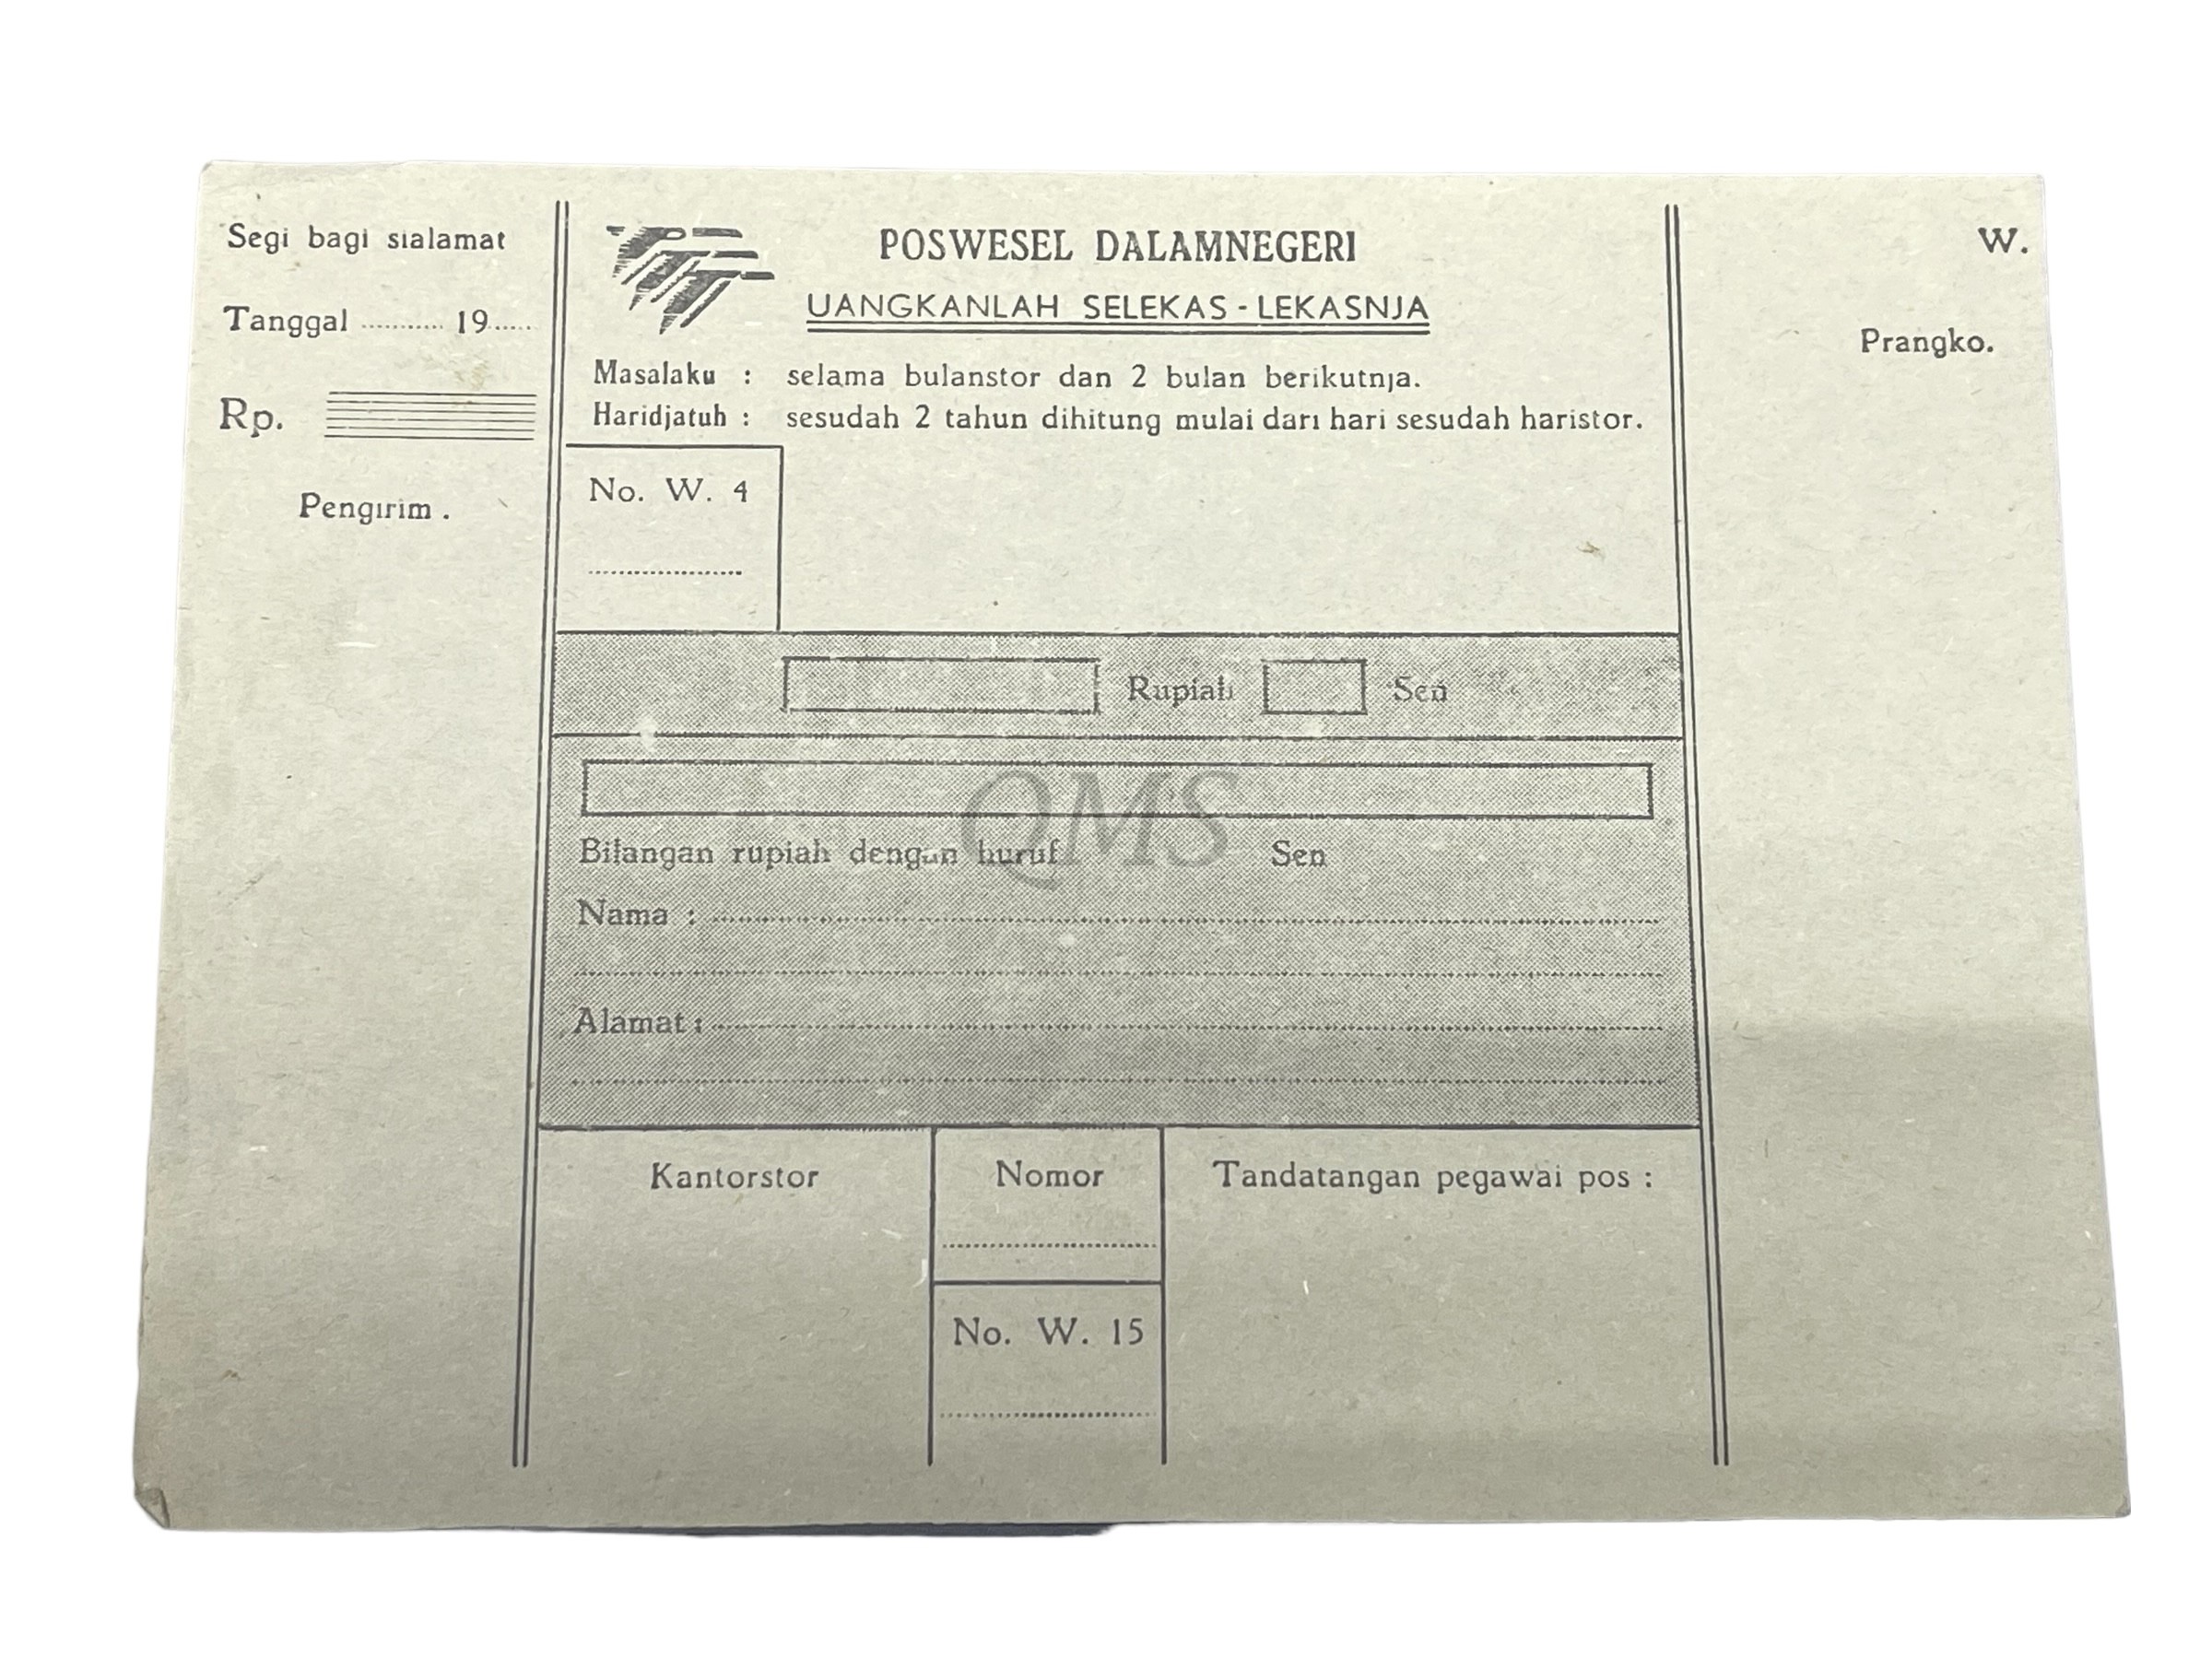 Segi bagi sialamat
Tanggal ........... 19......
Rp.
Pengirim .
POSWESEL DALAMNEGERI
UANGKANLAH SELEKAS - LEKASNJA
Masalaku : selama bulanstor dan 2 bulan berikutnja.
Haridjatuh : sesudah 2 tahun dihitung mulai dari hari sesudah haristor.
No. W. 4
Rupiah Sen
QMS
Bilangan rupiah dengan huruf Sen
Nama :
Alamat :
Kantorstor
Nomor
No. W. 15
Tandatangan pegawai pos :
W.
Prangko.